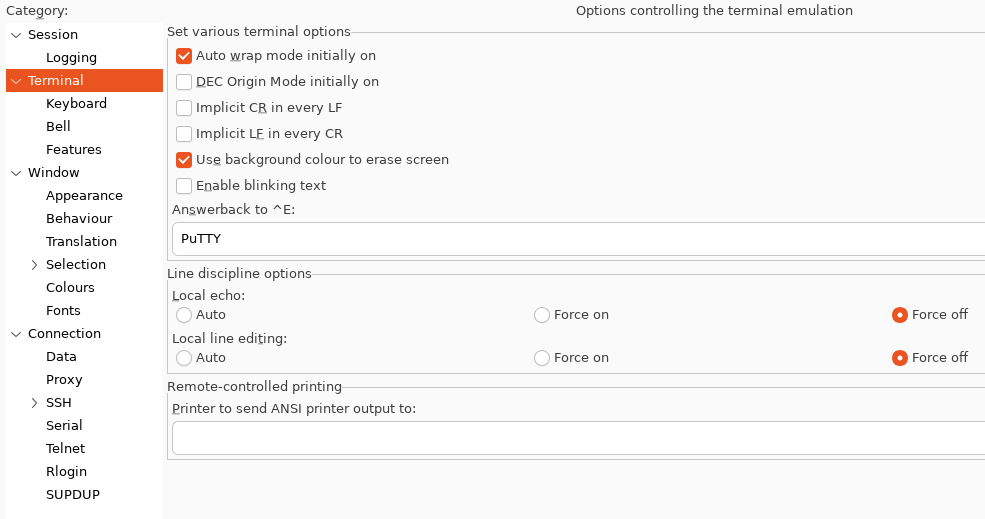 Category:
Options controlling the terminal emulation
Session
Logging
Terminal
Keyboard
Bell
Features
Window
Appearance
Behaviour
Translation
Selection
Colours
Fonts
Connection
Data
Proxy
SSH
Serial
Telnet
Rlogin
SUPDUP
Set various terminal options
Auto wrap mode initially on
DEC Origin Mode initially on
Implicit CR in every LF
Implicit LF in every CR
Use background colour to erase screen
Enable blinking text
Answerback to ^E:
PuTTY
Line discipline options
Local echo:
Auto Force on Force off
Local line editing:
Auto Force on Force off
Remote-controlled printing
Printer to send ANSI printer output to: